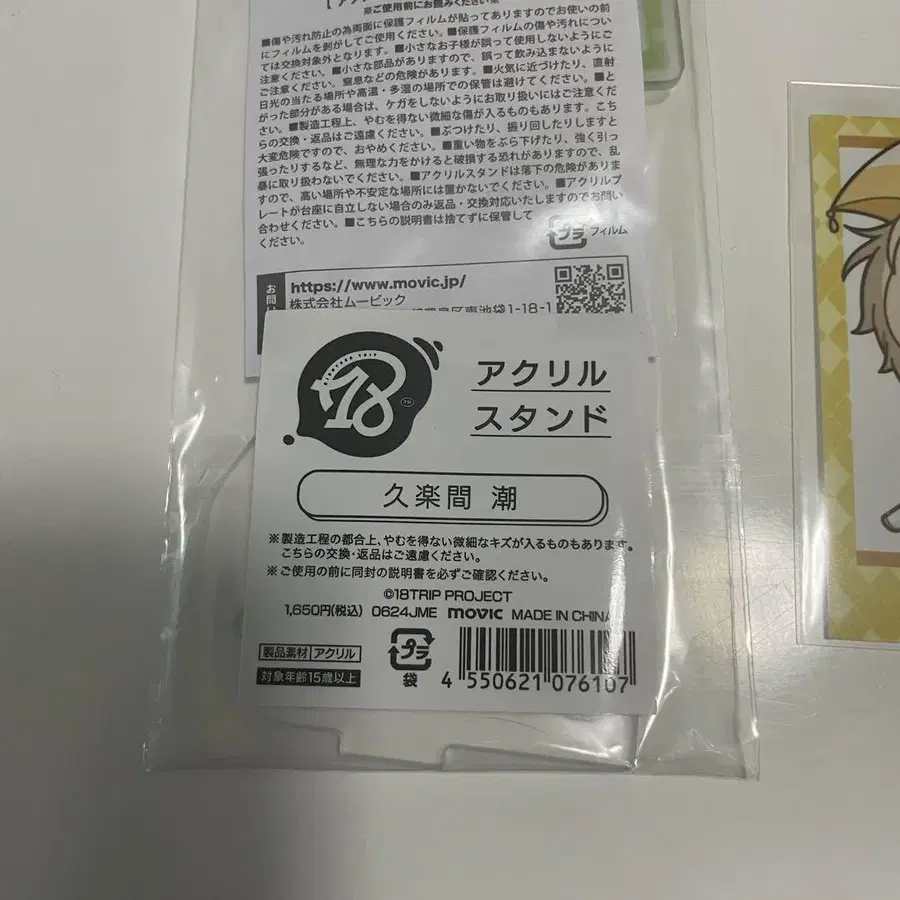 ※ご使用前にお読みください※
■傷や汚れ防止の為両面に保護フィルムが貼ってありますのでお使いの前
にフィルムを剥がしてご使用ください。■保護フィルムの傷や汚れについ
ては交換対象外となります。■小さなお子様が誤って使用しないようにご
注意ください。■小さな部品がありますので、誤って飲み込まないように
ご注意ください。窒息などの危険があります。■火気に近づけたり、直射
日光の当たる場所や高温・多湿の場所での保管は避けてください。■と
がった部分がある場合は、ケガをしないようにお取り扱いにはご注意くだ
さい。■製造工程上、やむを得ない微細な傷が入るものもあります。こち
らの交換・返品はご遠慮ください。■ぶつけたり、振り回したりしますと
大変危険ですので、おやめください。■重い物をぶら下げたり、強く引っ
張ったりするなど、無理な力をかけると破損する恐れがありますので、乱
暴に取り扱わないでください。■アクリルスタンドは落下の危険がありま
すので、高い場所や不安定な場所には置かないでください。■アクリルプ
レートが台座に自立しない場合のみ返品・交換対応いたしますのでお問い
合わせください。■こちらの説明書は捨てずに保管して
ください。
プラ フィルム
https://www.movic.jp/
株式会社ムービック
区東池袋1-18-1
18
TRIP
アクリル
スタンド
久楽間 潮
※製造工程の都合上、やむを得ない微細なキズが入るものもあります。
こちらの交換・返品はご遠慮ください。
※ご使用の前に同封の説明書を必ずご確認ください。
©18TRIP PROJECT
1,650円(税込) 0624JME movic MADE IN CHINA
製品素材 アクリル
対象年齢15歳以上
プラ
袋
4 550621 076107